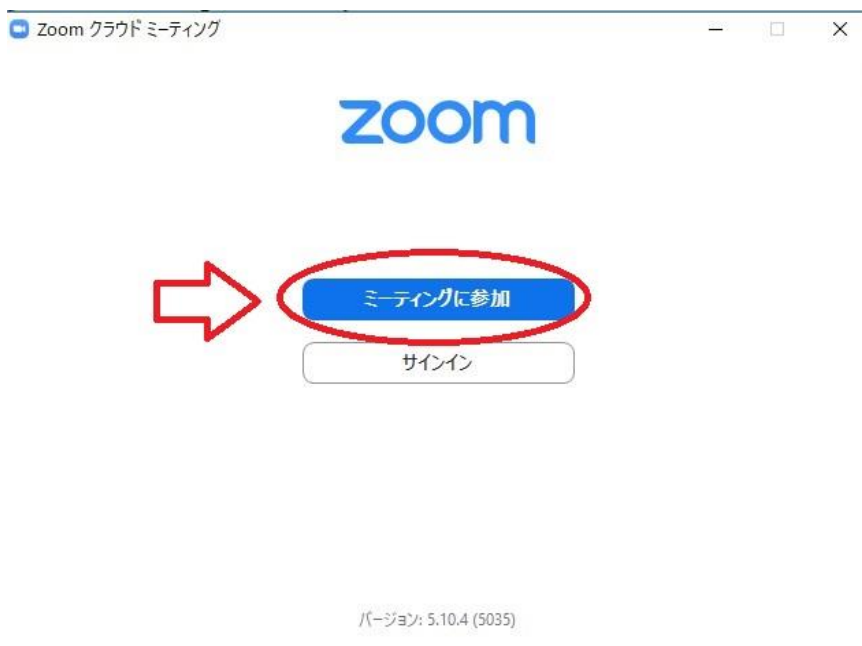 Zoom クラウド ミーティング
zoom
ミーティングに参加
サインイン
バージョン: 5.10.4 (5035)